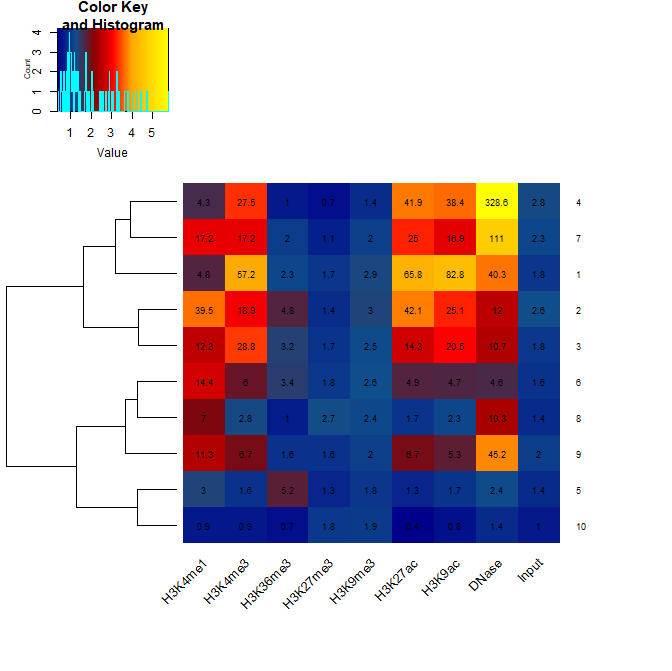 Color Key
and Histogram
Count
0 1 2 3 4
1 2 3 4 5
Value
4.3 27.5 1 0.7 1.4 41.9 38.4 328.6 2.8 4
17.2 17.2 2 1.1 2 25 16.9 111 2.3 7
4.8 57.2 2.3 1.7 2.9 65.8 82.8 40.3 1.8 1
39.5 18.9 4.8 1.4 3 42.1 25.1 12 2.6 2
12.8 28.8 3.2 1.7 2.5 14.3 20.5 10.7 1.8 3
14.4 6 3.4 1.8 2.6 4.9 4.7 4.6 1.6 6
7 2.8 1 2.7 2.4 1.7 2.3 10.3 1.4 8
11.3 6.7 1.6 1.6 2 6.7 5.3 45.2 2 9
3 1.6 5.2 1.3 1.8 1.3 1.7 2.4 1.4 5
0.9 0.9 0.7 1.8 1.9 0.4 0.8 1.4 1 10
H3K4me1 H3K4me3 H3K36me3 H3K27me3 H3K9me3 H3K27ac H3K9ac DNase Input